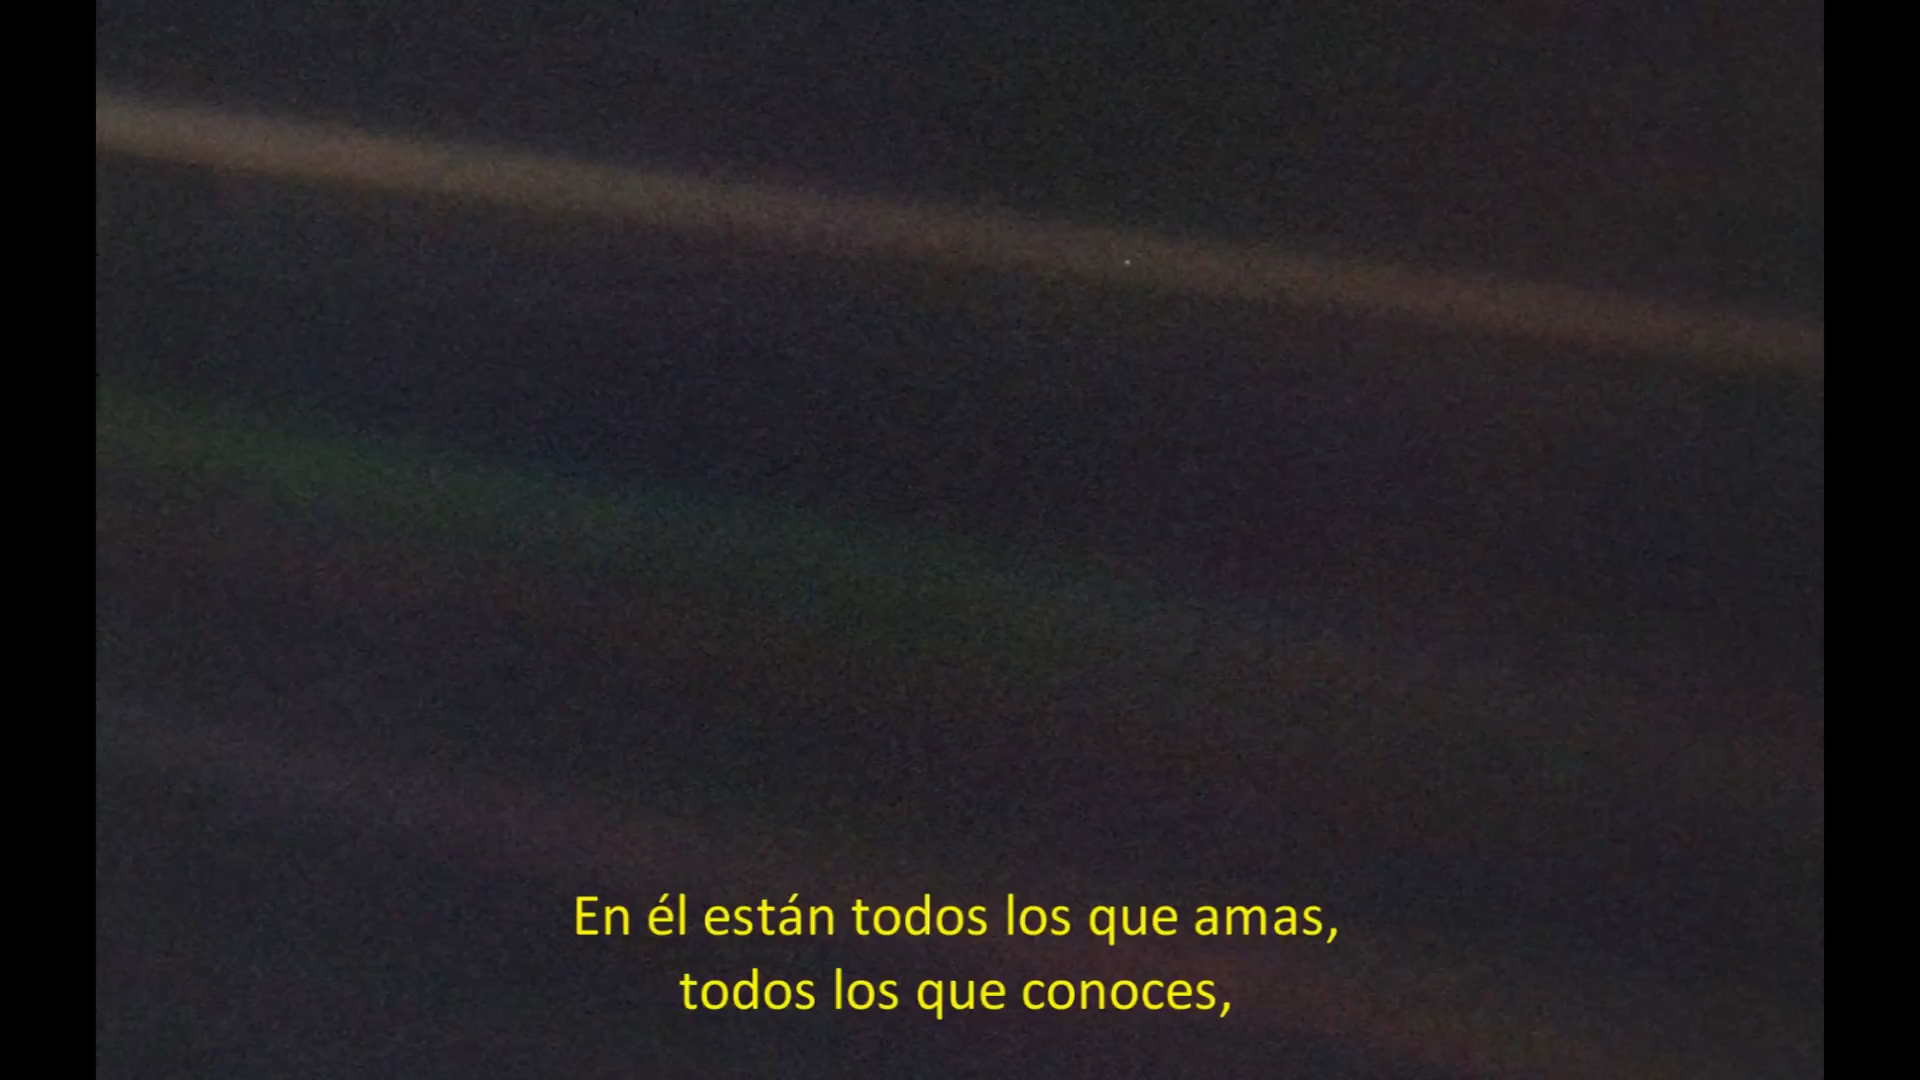 En él están todos los que amas,
todos los que conoces,